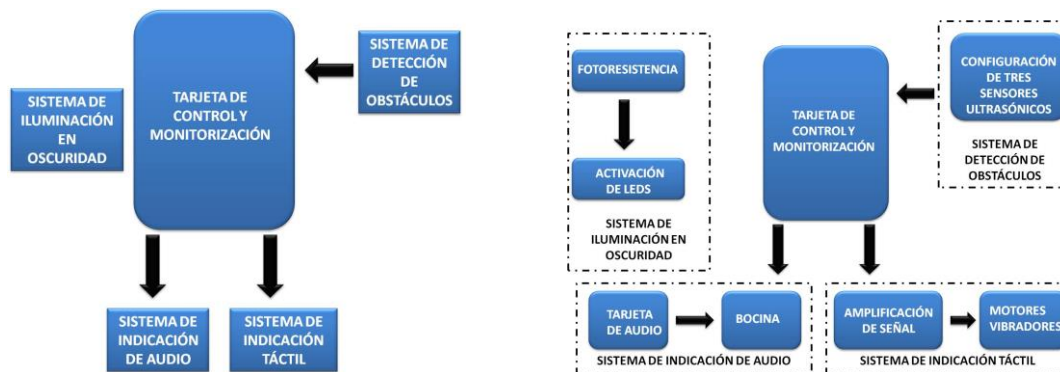 SISTEMA DE
ILUMINACIÓN
EN
OSCURIDAD
TARJETA DE
CONTROL Y
MONITORIZACIÓN
SISTEMA DE
DETECCIÓN
DE
OBSTÁCULOS
SISTEMA DE
INDICACIÓN
DE AUDIO
SISTEMA DE
INDICACIÓN
TÁCTIL
FOTORESISTENCIA
ACTIVACIÓN
DE LEDS
SISTEMA DE
ILUMINACIÓN EN
OSCURIDAD
TARJETA DE
CONTROL Y
MONITORIZACIÓN
CONFIGURACIÓN
DE TRES
SENSORES
ULTRASÓNICOS
SISTEMA DE
DETECCIÓN DE
OBSTÁCULOS
TARJETA
DE AUDIO
BOCINA
SISTEMA DE INDICACIÓN DE AUDIO
AMPLIFICACIÓN
DE SEÑAL
MOTORES
VIBRADORES
SISTEMA DE INDICACIÓN TÁCTIL